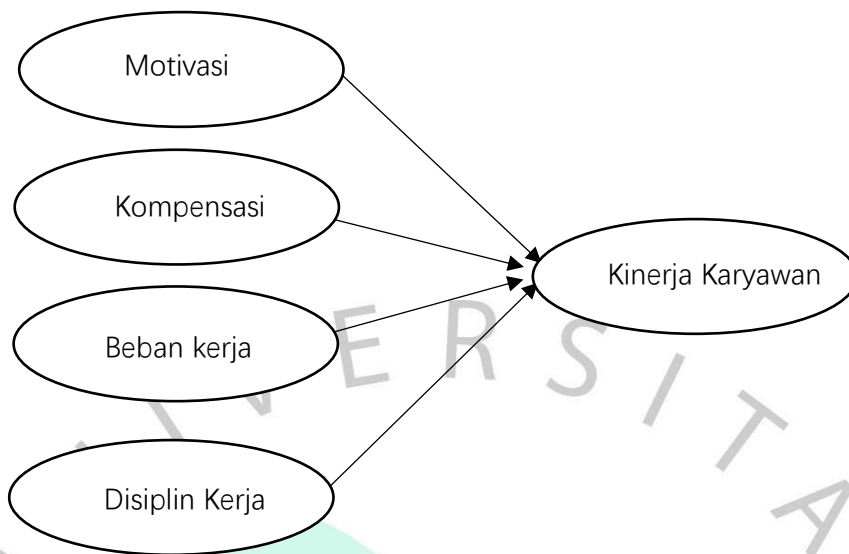 Motivasi
Kompensasi
Kinerja Karyawan
Beban kerja
Disiplin Kerja